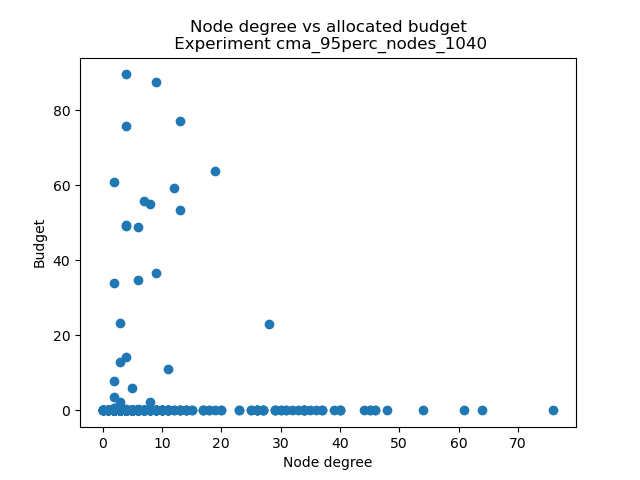 Node degree vs allocated budget
Experiment cma_95perc_nodes_1040
Budget
80
60
40
20
0
0 10 20 30 40 50 60 70
Node degree